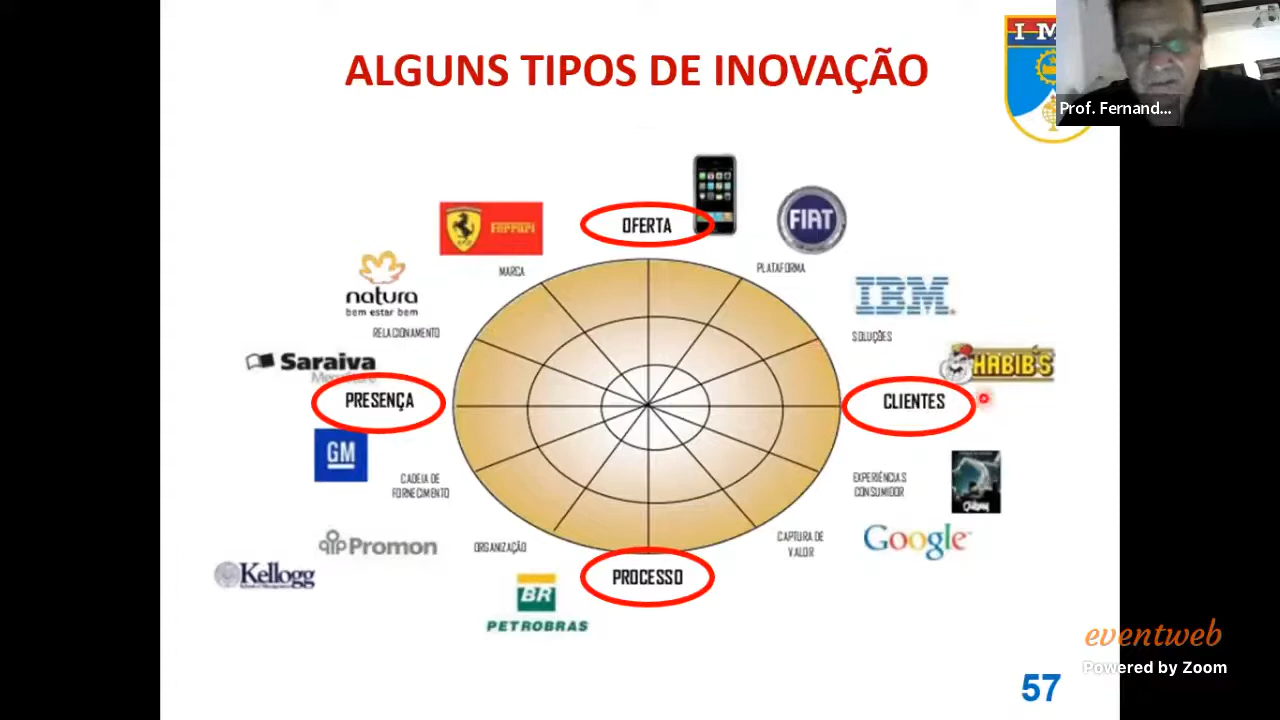 ALGUNS TIPOS DE INOVAÇÃO
I M
Prof. Fernand...
OFERTA
Ferrari
FIAT
PLATAFORMA
MARCA
natura
bem estar bem
RELACIONAMENTO
IBM
SOLUÇÕES
Saraiva
HABIB'S
PRESENÇA
CLIENTES
GM
CADEIA DE
FORNECIMENTO
EXPERIÊNCIAS
CONSUMIDOR
Promon
ORGANIZAÇÃO
CAPTURA DE
VALOR
Google
Kellogg
PROCESSO
BR
PETROBRAS
eventweb
Powered by Zoom
57